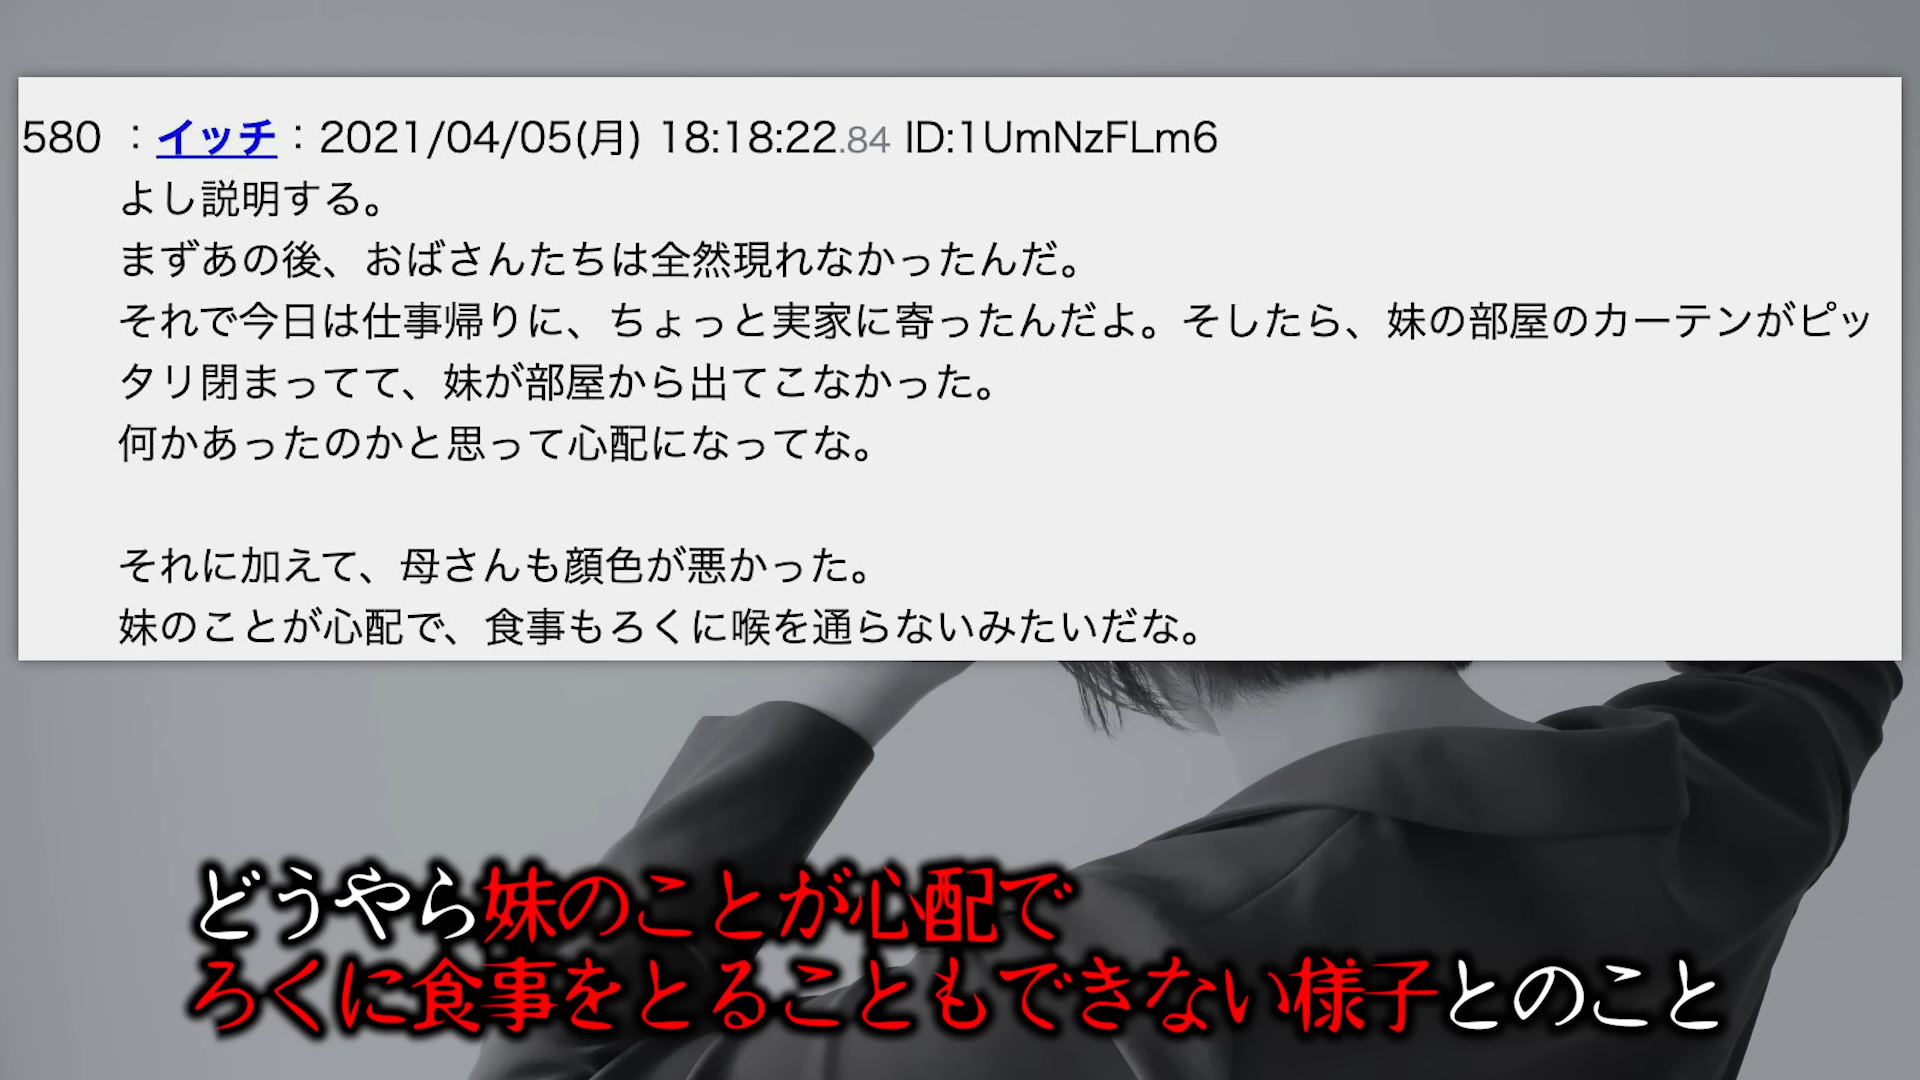 580 ：イッチ：2021/04/05(月) 18:18:22.84 ID:1UmNzFLm6
よし説明する。
まずあの後、おばさんたちは全然現れなかったんだ。
それで今日は仕事帰りに、ちょっと実家に寄ったんだよ。そしたら、妹の部屋のカーテンがピッ
タリ閉まってて、妹が部屋から出てこなかった。
何かあったのかと思って心配になってな。
それに加えて、母さんも顔色が悪かった。
妹のことが心配で、食事もろくに喉を通らないみたいだな。
どうやら妹のことが心配で
ろくに食事をとることもできない様子とのこと